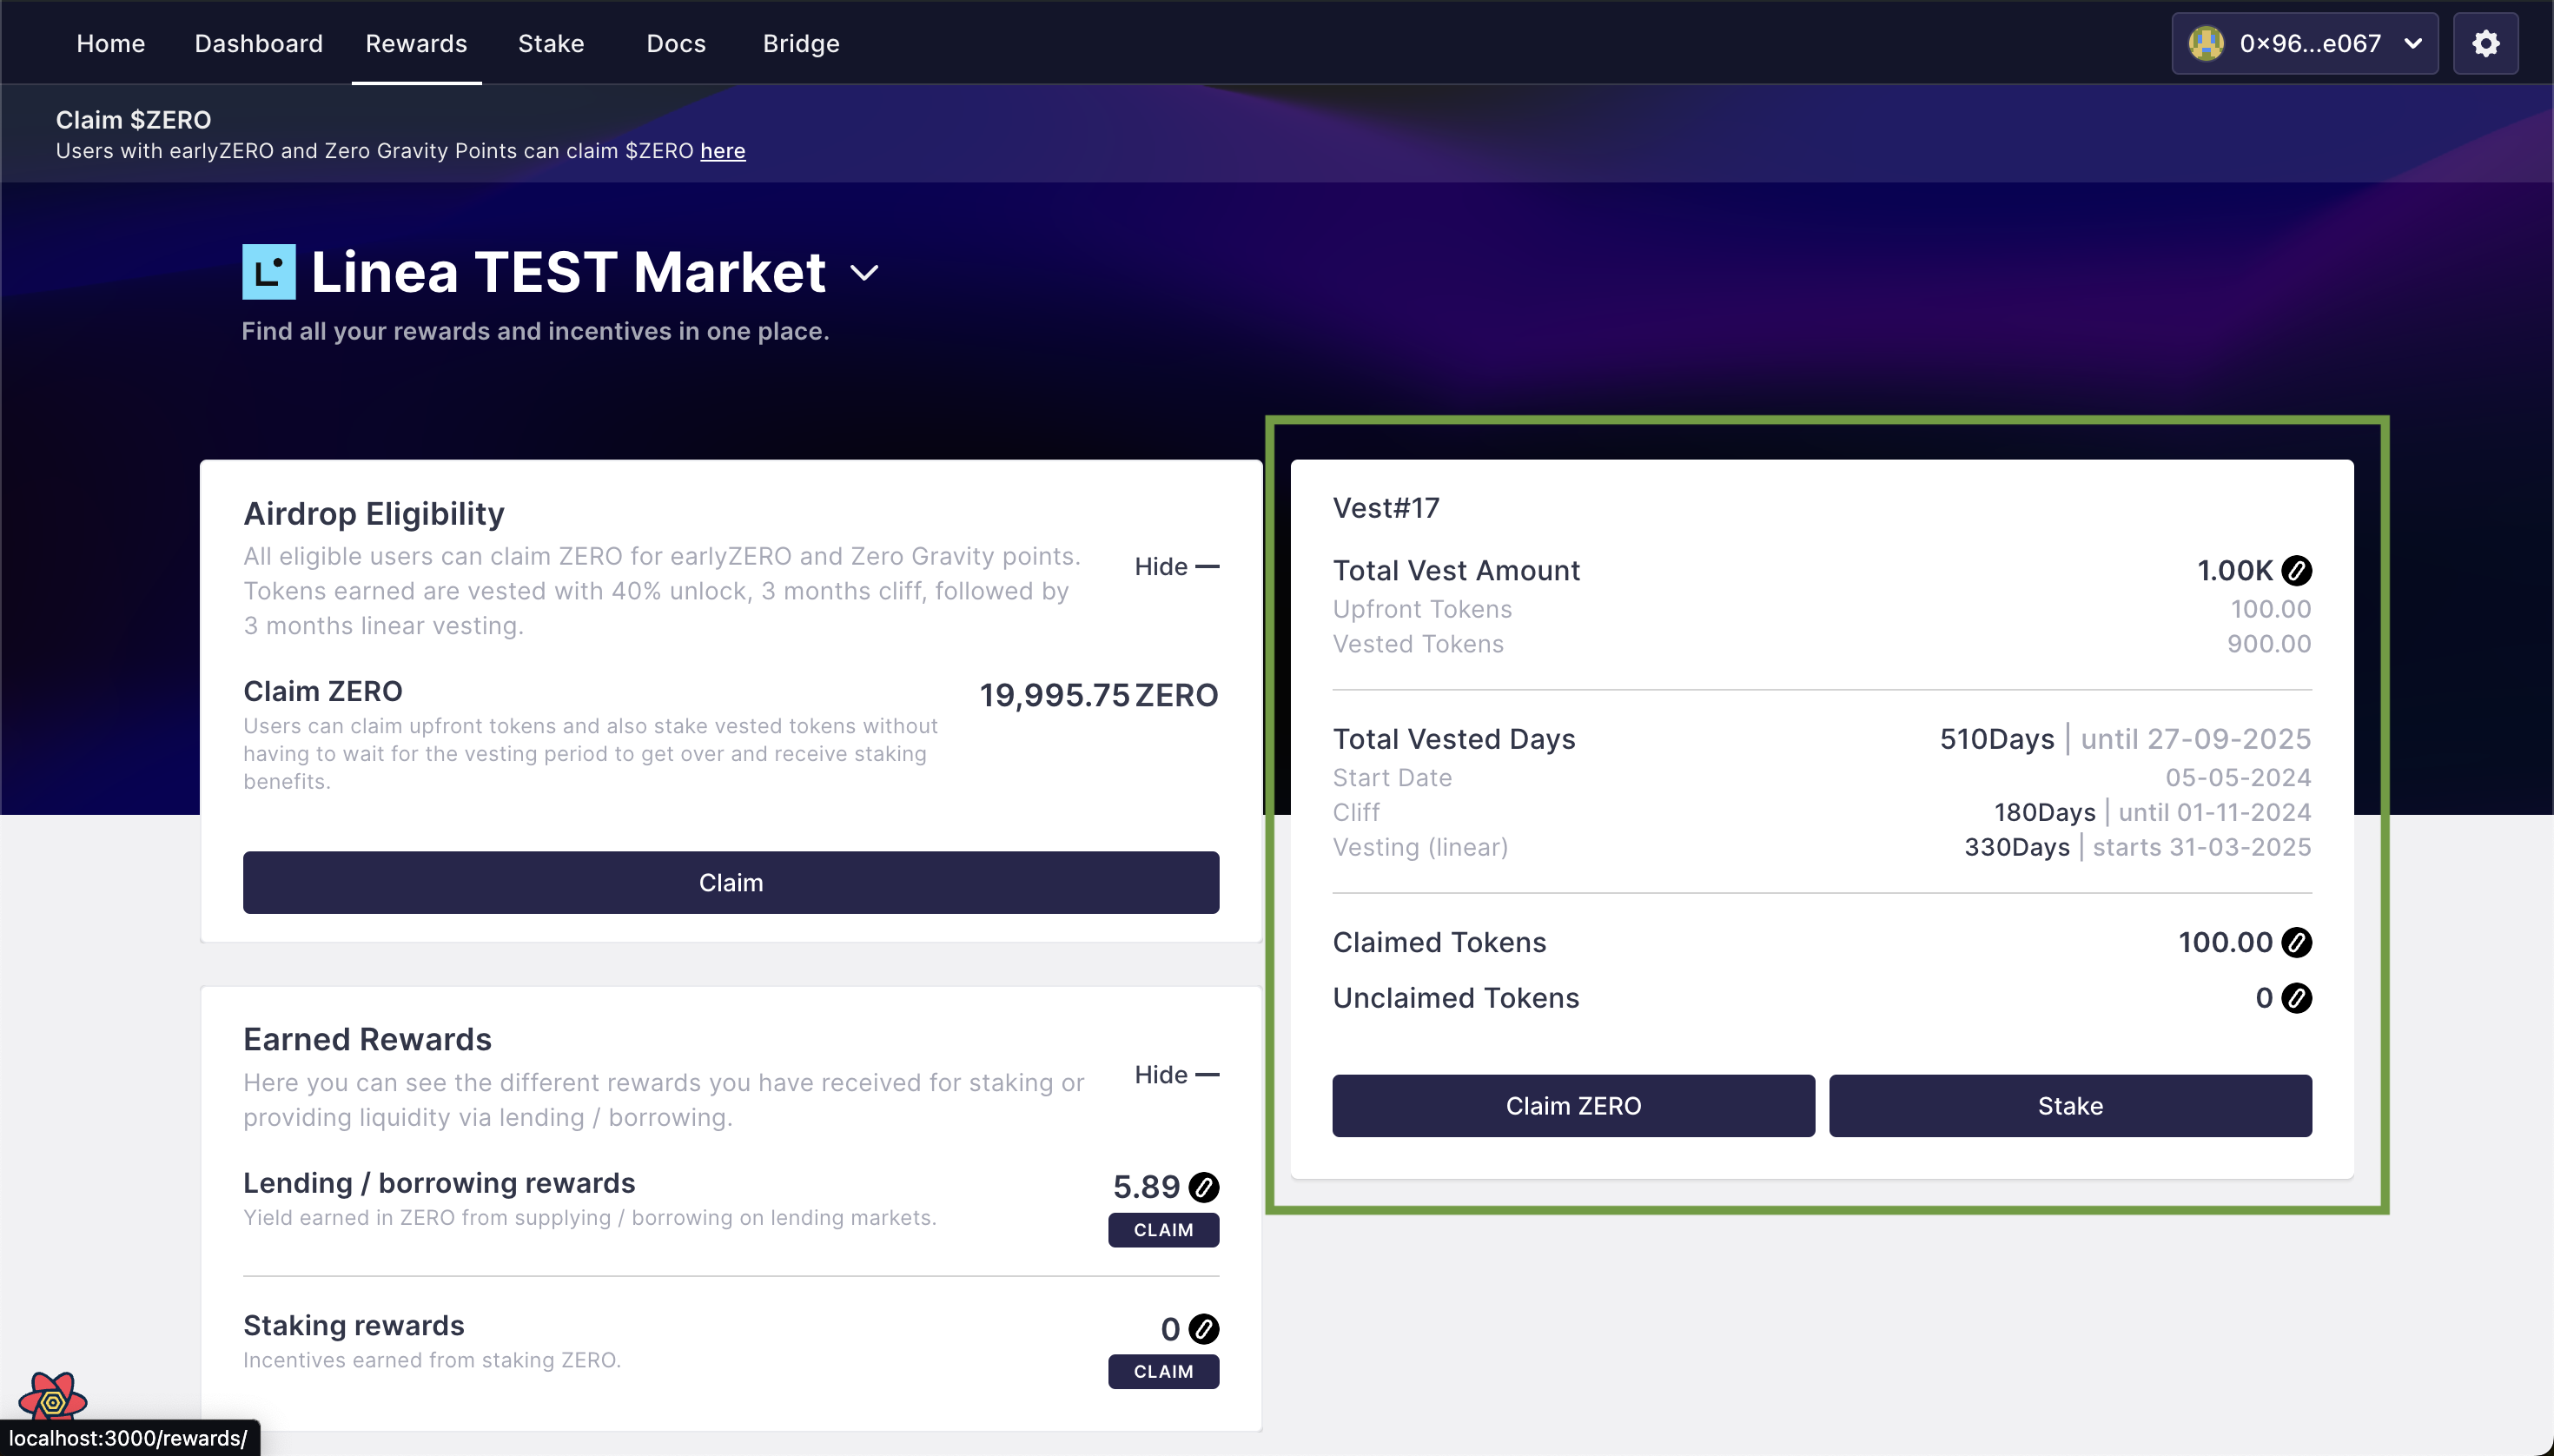 Home Dashboard Rewards Stake Docs Bridge 0×96...e067
Claim $ZERO
Users with earlyZERO and Zero Gravity Points can claim $ZERO here
Linea TEST Market
Find all your rewards and incentives in one place.
Airdrop Eligibility
All eligible users can claim ZERO for earlyZERO and Zero Gravity points.
Tokens earned are vested with 40% unlock, 3 months cliff, followed by
3 months linear vesting.
Hide
Claim ZERO
19,995.75 ZERO
Users can claim upfront tokens and also stake vested tokens without
having to wait for the vesting period to get over and receive staking
benefits.
Claim
Earned Rewards
Here you can see the different rewards you have received for staking or
providing liquidity via lending / borrowing.
Hide
Lending / borrowing rewards
5.89
Yield earned in ZERO from supplying / borrowing on lending markets.
CLAIM
Staking rewards
0
Incentives earned from staking ZERO.
CLAIM
Vest#17
Total Vest Amount 1.00K
Upfront Tokens 100.00
Vested Tokens 900.00
Total Vested Days 510Days | until 27-09-2025
Start Date 05-05-2024
Cliff 180Days | until 01-11-2024
Vesting (linear) 330Days | starts 31-03-2025
Claimed Tokens 100.00
Unclaimed Tokens 0
Claim ZERO Stake
localhost:3000/rewards/